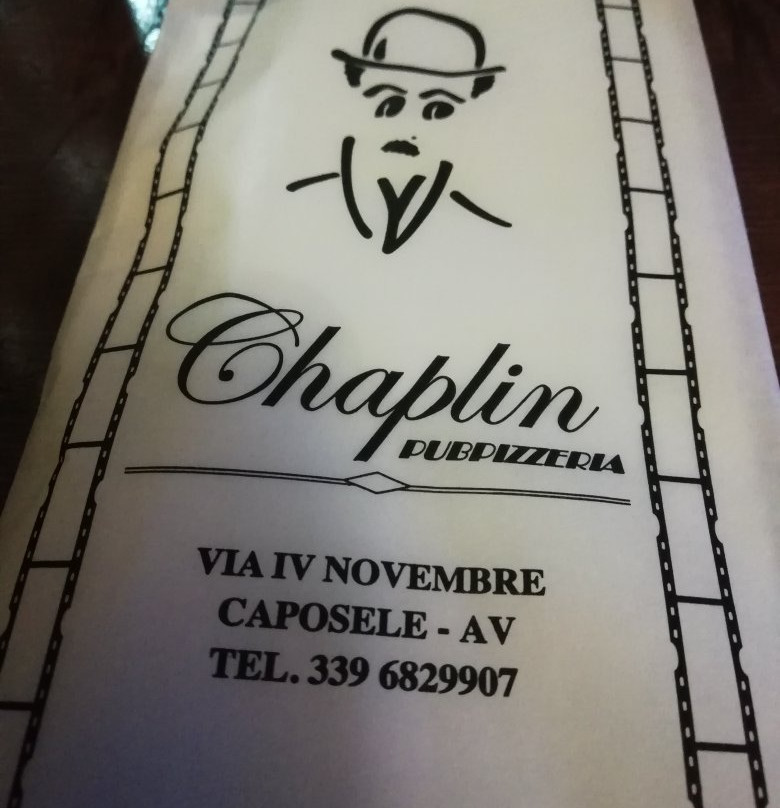 Chaplin
PUBPIZZERIA
VIA IV NOVEMBRE
CAPOSELE - AV
TEL. 339 6829907